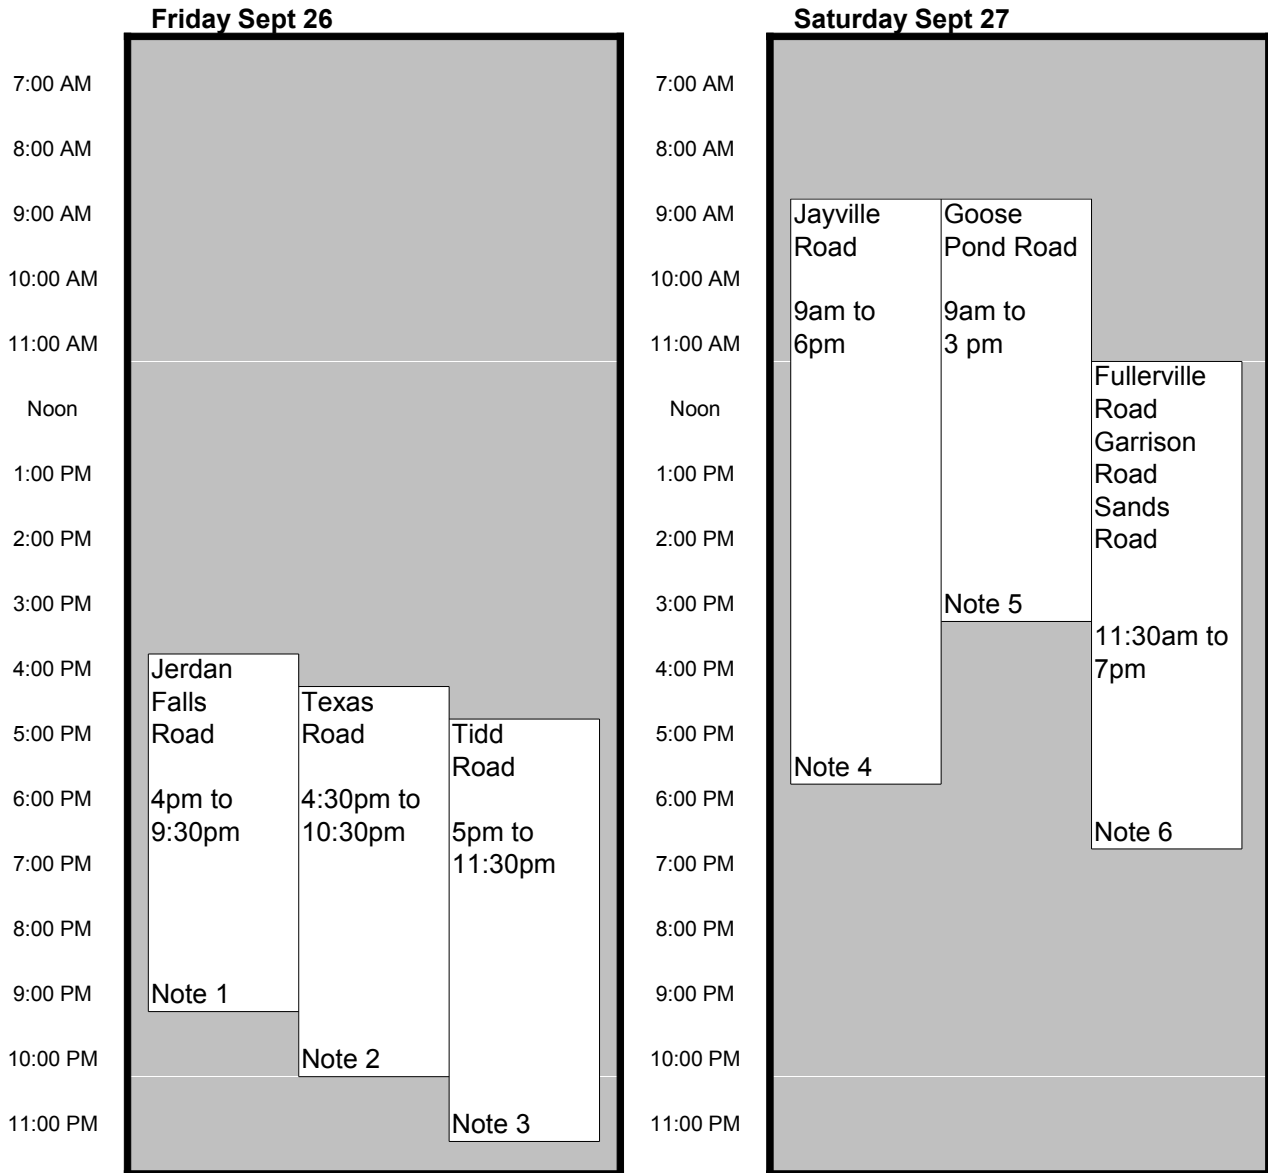 Friday Sept 26
7:00 AM
8:00 AM
9:00 AM
10:00 AM
11:00 AM
Noon
1:00 PM
2:00 PM
3:00 PM
4:00 PM
5:00 PM
6:00 PM
7:00 PM
8:00 PM
9:00 PM
10:00 PM
11:00 PM
Jerdan
Falls
Road
4pm to
9:30pm
Note 1
Texas
Road
4:30pm to
10:30pm
Note 2
Tidd
Road
5pm to
11:30pm
Note 3
Saturday Sept 27
7:00 AM
8:00 AM
9:00 AM
10:00 AM
11:00 AM
Noon
1:00 PM
2:00 PM
3:00 PM
4:00 PM
5:00 PM
6:00 PM
7:00 PM
8:00 PM
9:00 PM
10:00 PM
11:00 PM
Jayville
Road
9am to
6pm
Note 4
Goose
Pond Road
9am to
3 pm
Note 5
Fullerville
Road
Garrison
Road
Sands
Road
11:30am to
7pm
Note 6